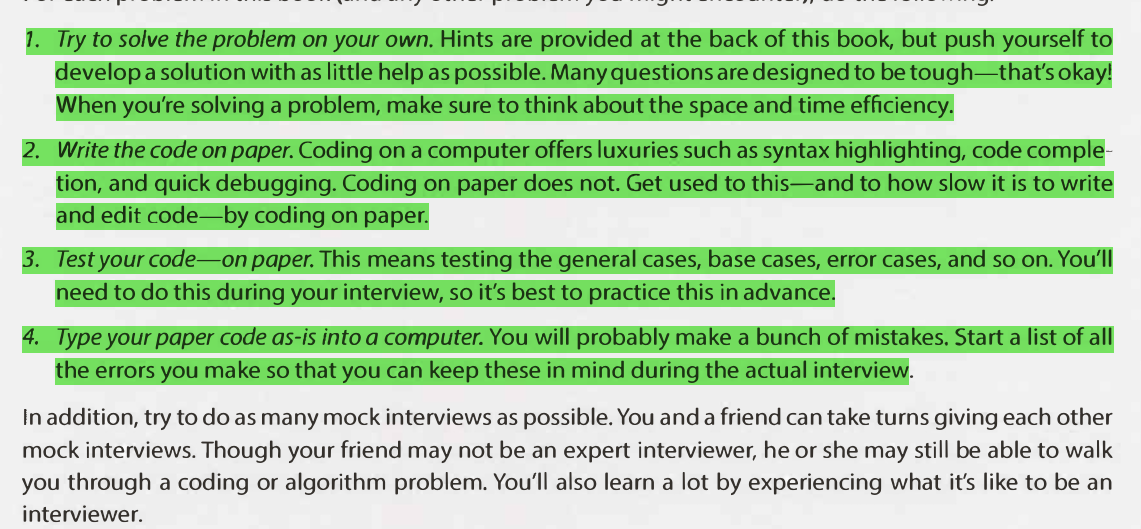 1. Try to solve the problem on your own. Hints are provided at the back of this book, but push yourself to
develop a solution with as little help as possible. Many questions are designed to be tough—that's okay!
When you're solving a problem, make sure to think about the space and time efficiency.
2. Write the code on paper. Coding on a computer offers luxuries such as syntax highlighting, code comple-
tion, and quick debugging. Coding on paper does not. Get used to this—and to how slow it is to write
and edit code—by coding on paper.
3. Test your code—on paper. This means testing the general cases, base cases, error cases, and so on. You'll
need to do this during your interview, so it's best to practice this in advance.
4. Type your paper code as-is into a computer. You will probably make a bunch of mistakes. Start a list of all
the errors you make so that you can keep these in mind during the actual interview.
In addition, try to do as many mock interviews as possible. You and a friend can take turns giving each other
mock interviews. Though your friend may not be an expert interviewer, he or she may still be able to walk
you through a coding or algorithm problem. You'll also learn a lot by experiencing what it's like to be an
interviewer.